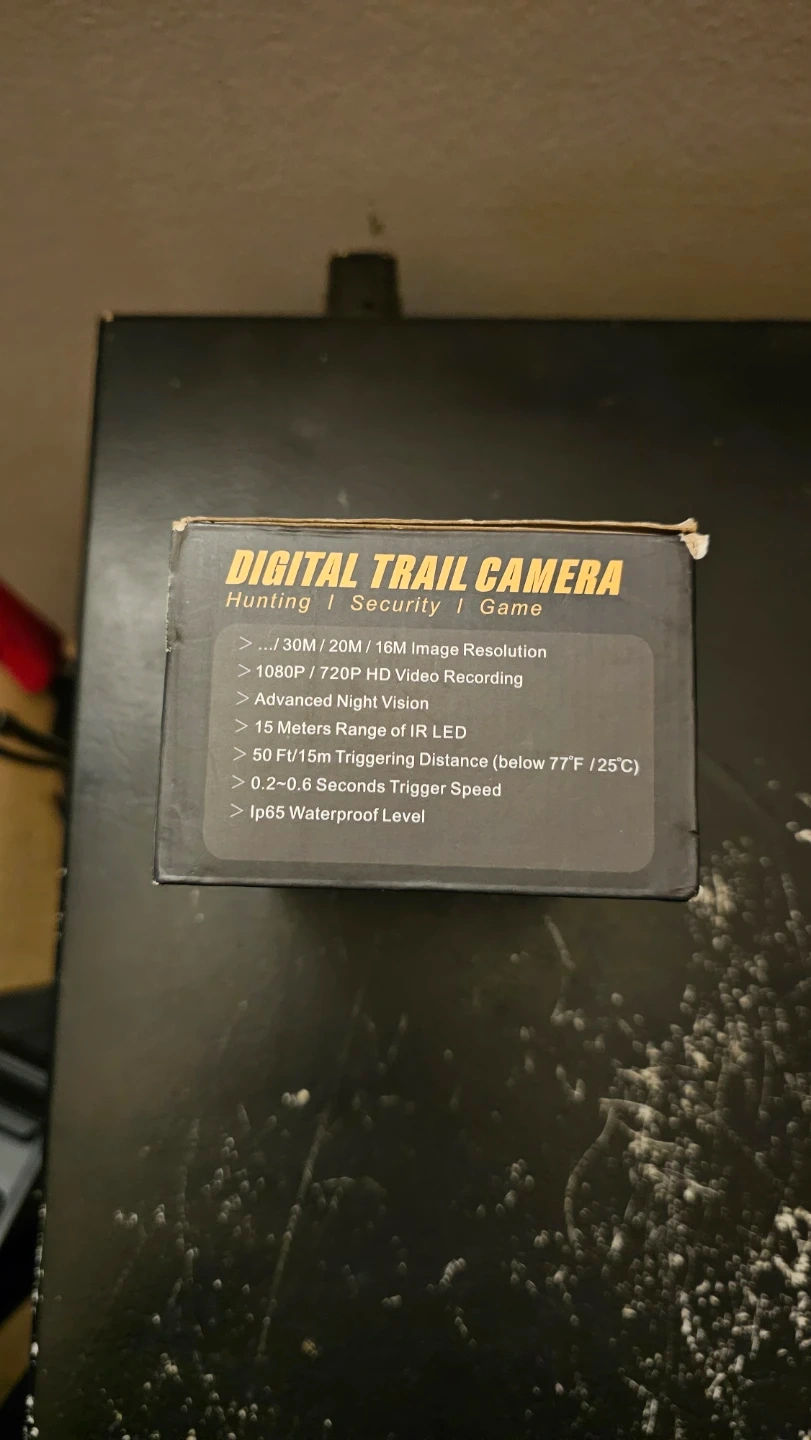 DIGITAL TRAIL CAMERA
Hunting I Security I Game
> .../ 30M / 20M / 16M Image Resolution
> 1080P / 720P HD Video Recording
> Advanced Night Vision
> 15 Meters Range of IR LED
> 50 Ft/15m Triggering Distance (below 77°F / 25℃)
> 0.2~0.6 Seconds Trigger Speed
> Ip65 Waterproof Level